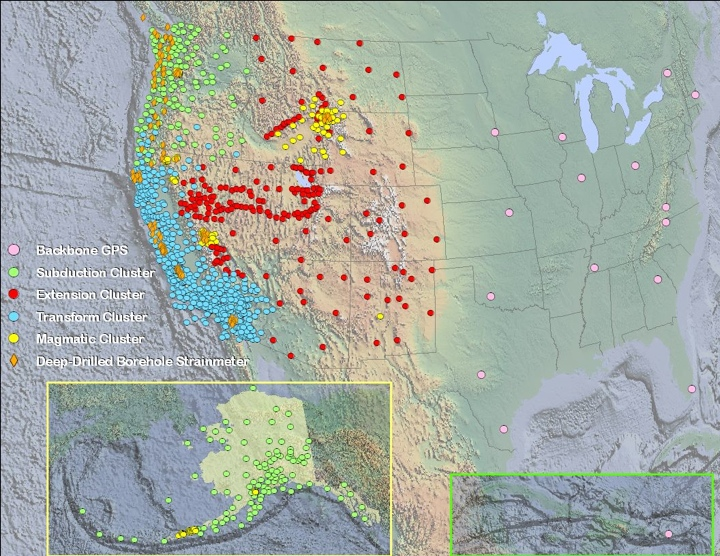 Backbone GPS
Subduction Cluster
Extension Cluster
Transform Cluster
Magmatic Cluster
Deep-Drilled Borehole Strainmeter